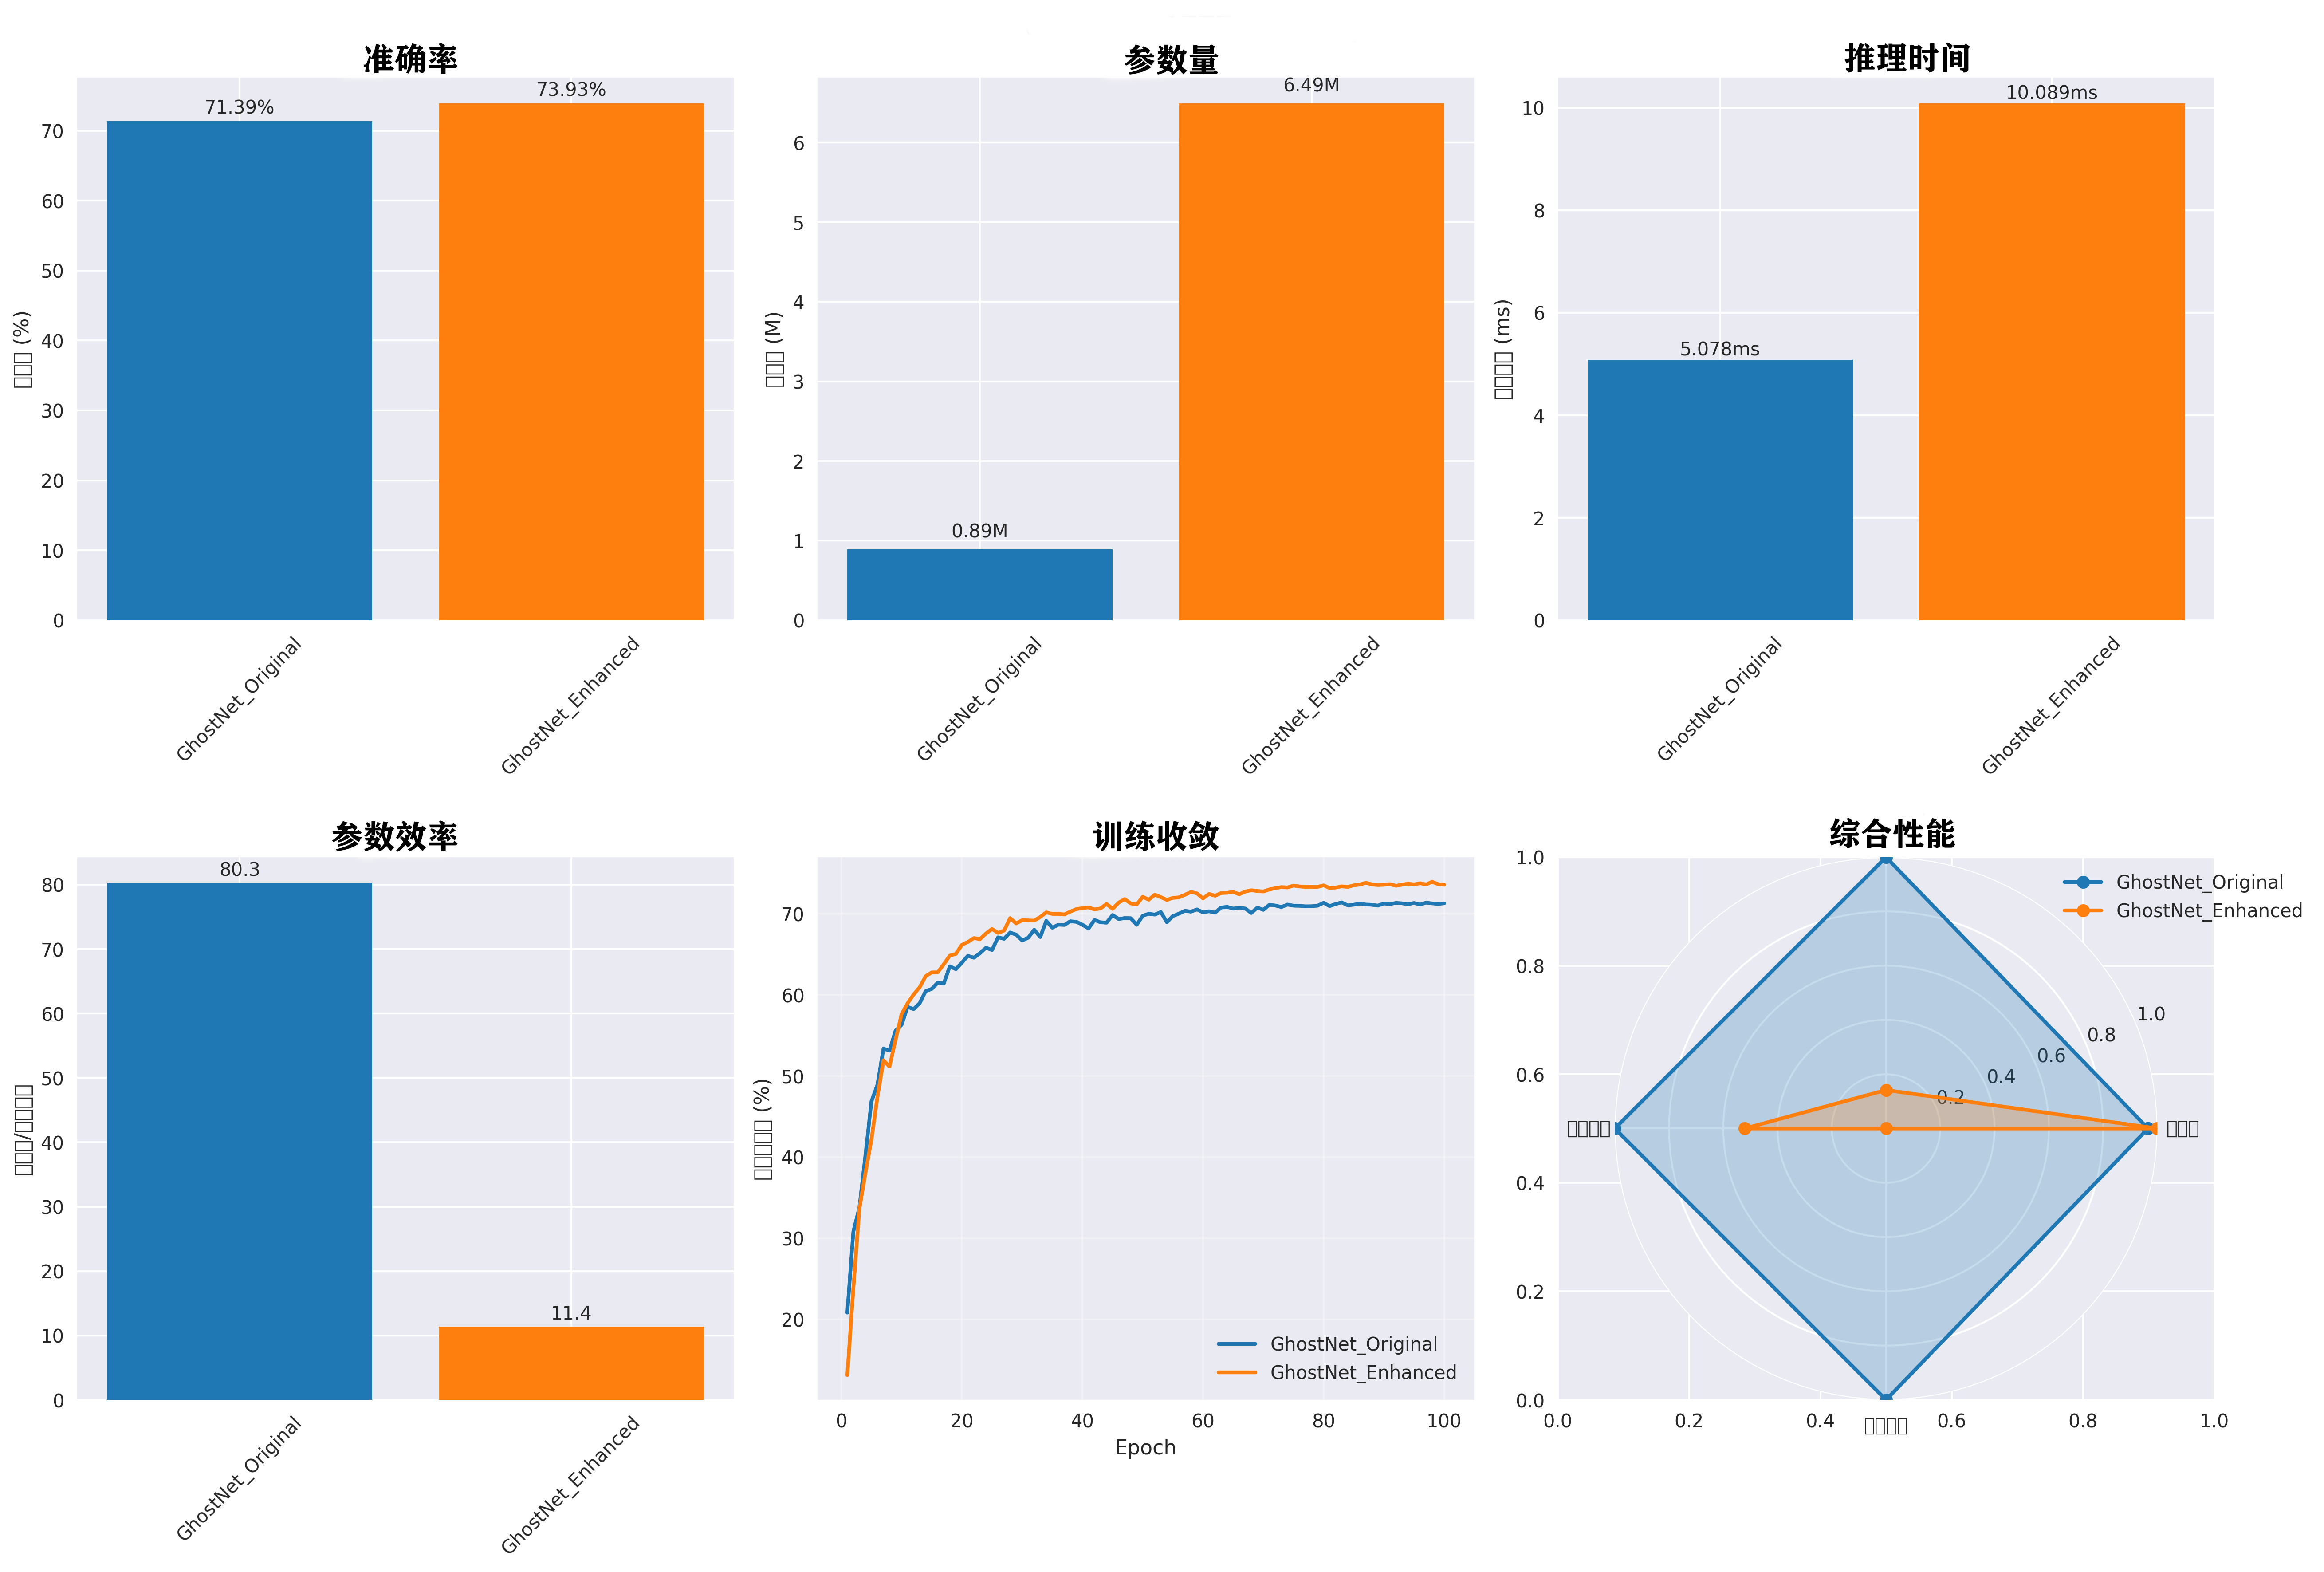 准确率
71.39%
73.93%
70
60
50
40
30
20
10
0
(%)
GhostNet_Original
GhostNet_Enhanced
参数量
0.89M
6.49M
6
5
4
3
2
1
0
(M)
GhostNet_Original
GhostNet_Enhanced
推理时间
5.078ms
10.089ms
10
8
6
4
2
0
(ms)
GhostNet_Original
GhostNet_Enhanced
参数效率
80.3
11.4
80
70
60
50
40
30
20
10
0
/
GhostNet_Original
GhostNet_Enhanced
训练收敛
70
60
50
40
30
20
(%)
GhostNet_Original
GhostNet_Enhanced
0
20
40
60
80
100
Epoch
综合性能
GhostNet_Original
GhostNet_Enhanced
1.0
0.8
0.6
0.4
0.2
0.0
1.0
0.8
0.6
0.4
0.2
0.0
0.2
0.4
0.6
0.8
1.0